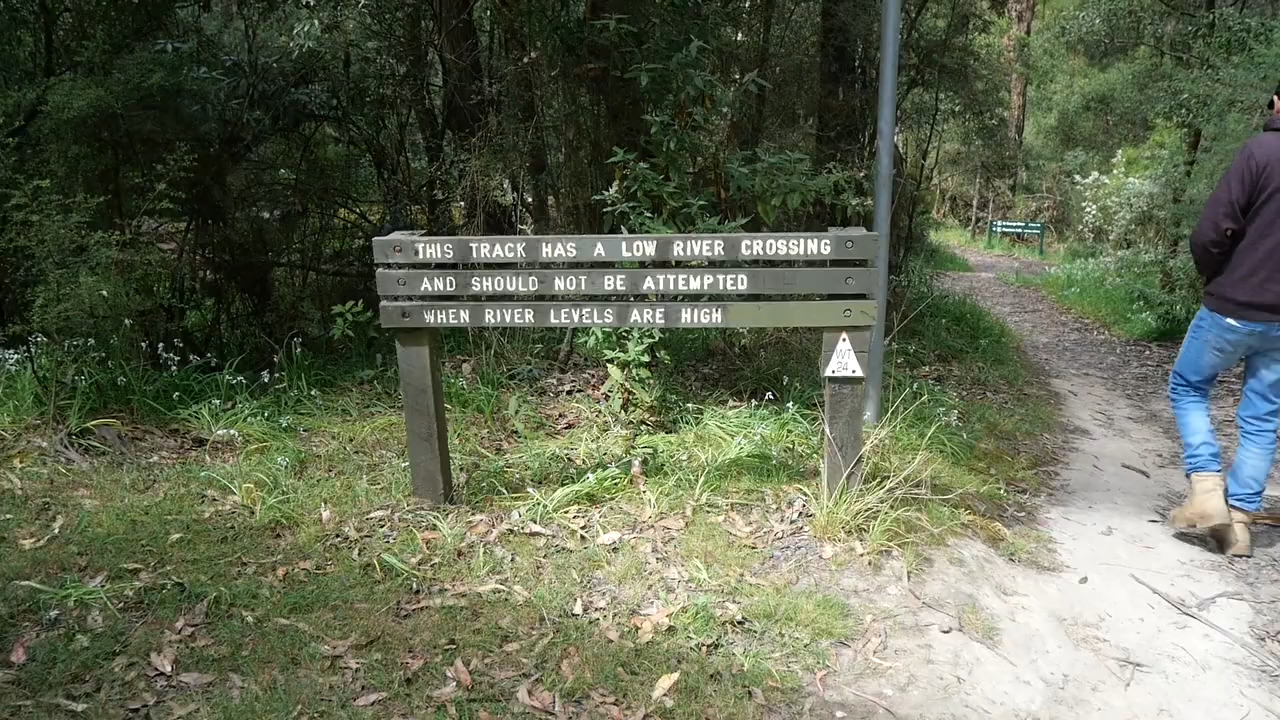 THIS TRACK HAS A LOW RIVER CROSSING
AND SHOULD NOT BE ATTEMPTED
WHEN RIVER LEVELS ARE HIGH
WT
24